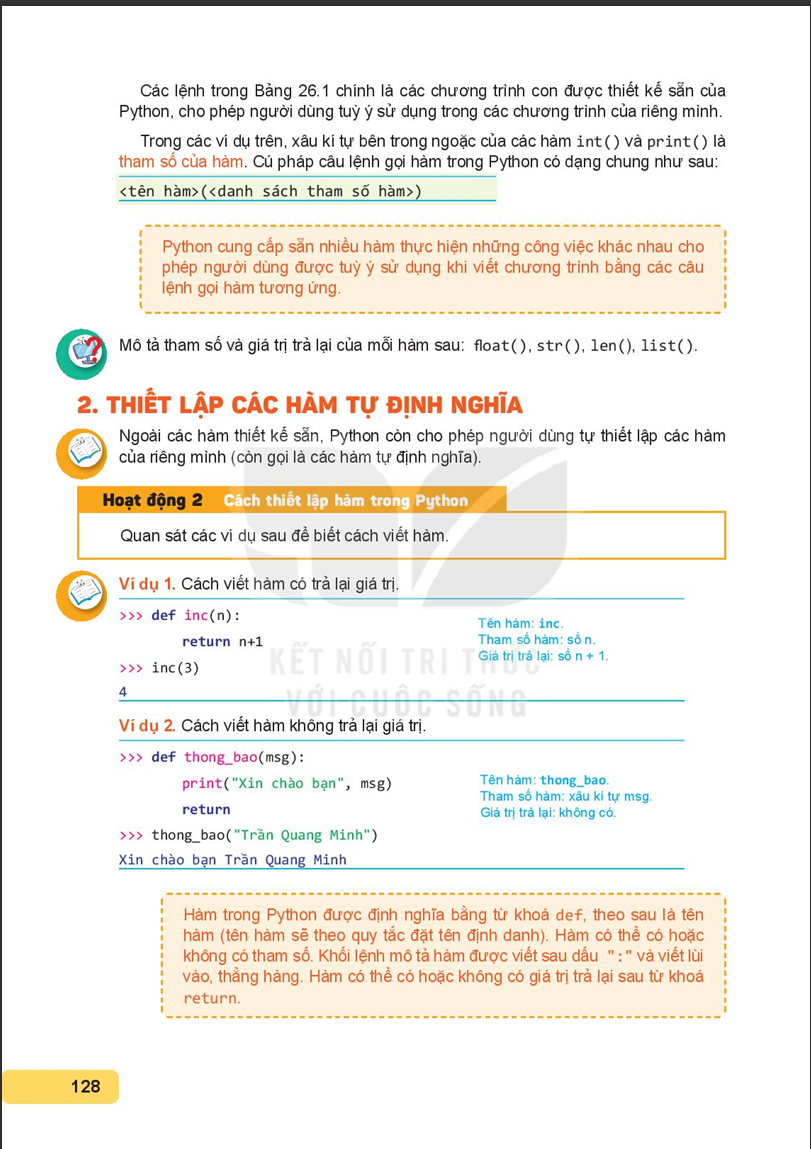 Các lệnh trong Bảng 26.1 chính là các chương trình con được thiết kế sẵn của
Python, cho phép người dùng tuỳ ý sử dụng trong các chương trình của riêng mình.
Trong các ví dụ trên, xâu kí tự bên trong ngoặc của các hàm int() và print() là
tham số của hàm. Cú pháp câu lệnh gọi hàm trong Python có dạng chung như sau:
<tên hàm>(<danh sách tham số hàm>)
Python cung cấp sẵn nhiều hàm thực hiện những công việc khác nhau cho
phép người dùng được tuỳ ý sử dụng khi viết chương trình bằng các câu
lệnh gọi hàm tương ứng.
Mô tả tham số và giá trị trả lại của mỗi hàm sau: float(), str(), len(), list().
2. THIẾT LẬP CÁC HÀM TỰ ĐỊNH NGHĨA
Ngoài các hàm thiết kế sẵn, Python còn cho phép người dùng tự thiết lập các hàm
của riêng mình (còn gọi là các hàm tự định nghĩa).
Hoạt động 2 Cách thiết lập hàm trong Python
Quan sát các ví dụ sau để biết cách viết hàm.
Ví dụ 1. Cách viết hàm có trả lại giá trị.
>>> def inc(n):
return n+1
>>> inc(3)
4
Tên hàm: inc.
Tham số hàm: số n.
Giá trị trả lại: số n + 1.
KẾT NỐI TRI THỨC
VỚI CUỘC SỐNG
Ví dụ 2. Cách viết hàm không trả lại giá trị.
>>> def thong_bao(msg):
print("Xin chào bạn", msg)
return
>>> thong_bao("Trần Quang Minh")
Xin chào bạn Trần Quang Minh
Tên hàm: thong_bao.
Tham số hàm: xâu kí tự msg.
Giá trị trả lại: không có.
Hàm trong Python được định nghĩa bằng từ khoá def, theo sau là tên
hàm (tên hàm sẽ theo quy tắc đặt tên định danh). Hàm có thể có hoặc
không có tham số. Khối lệnh mô tả hàm được viết sau dấu ":" và viết lùi
vào, thẳng hàng. Hàm có thể có hoặc không có giá trị trả lại sau từ khoá
return.
128